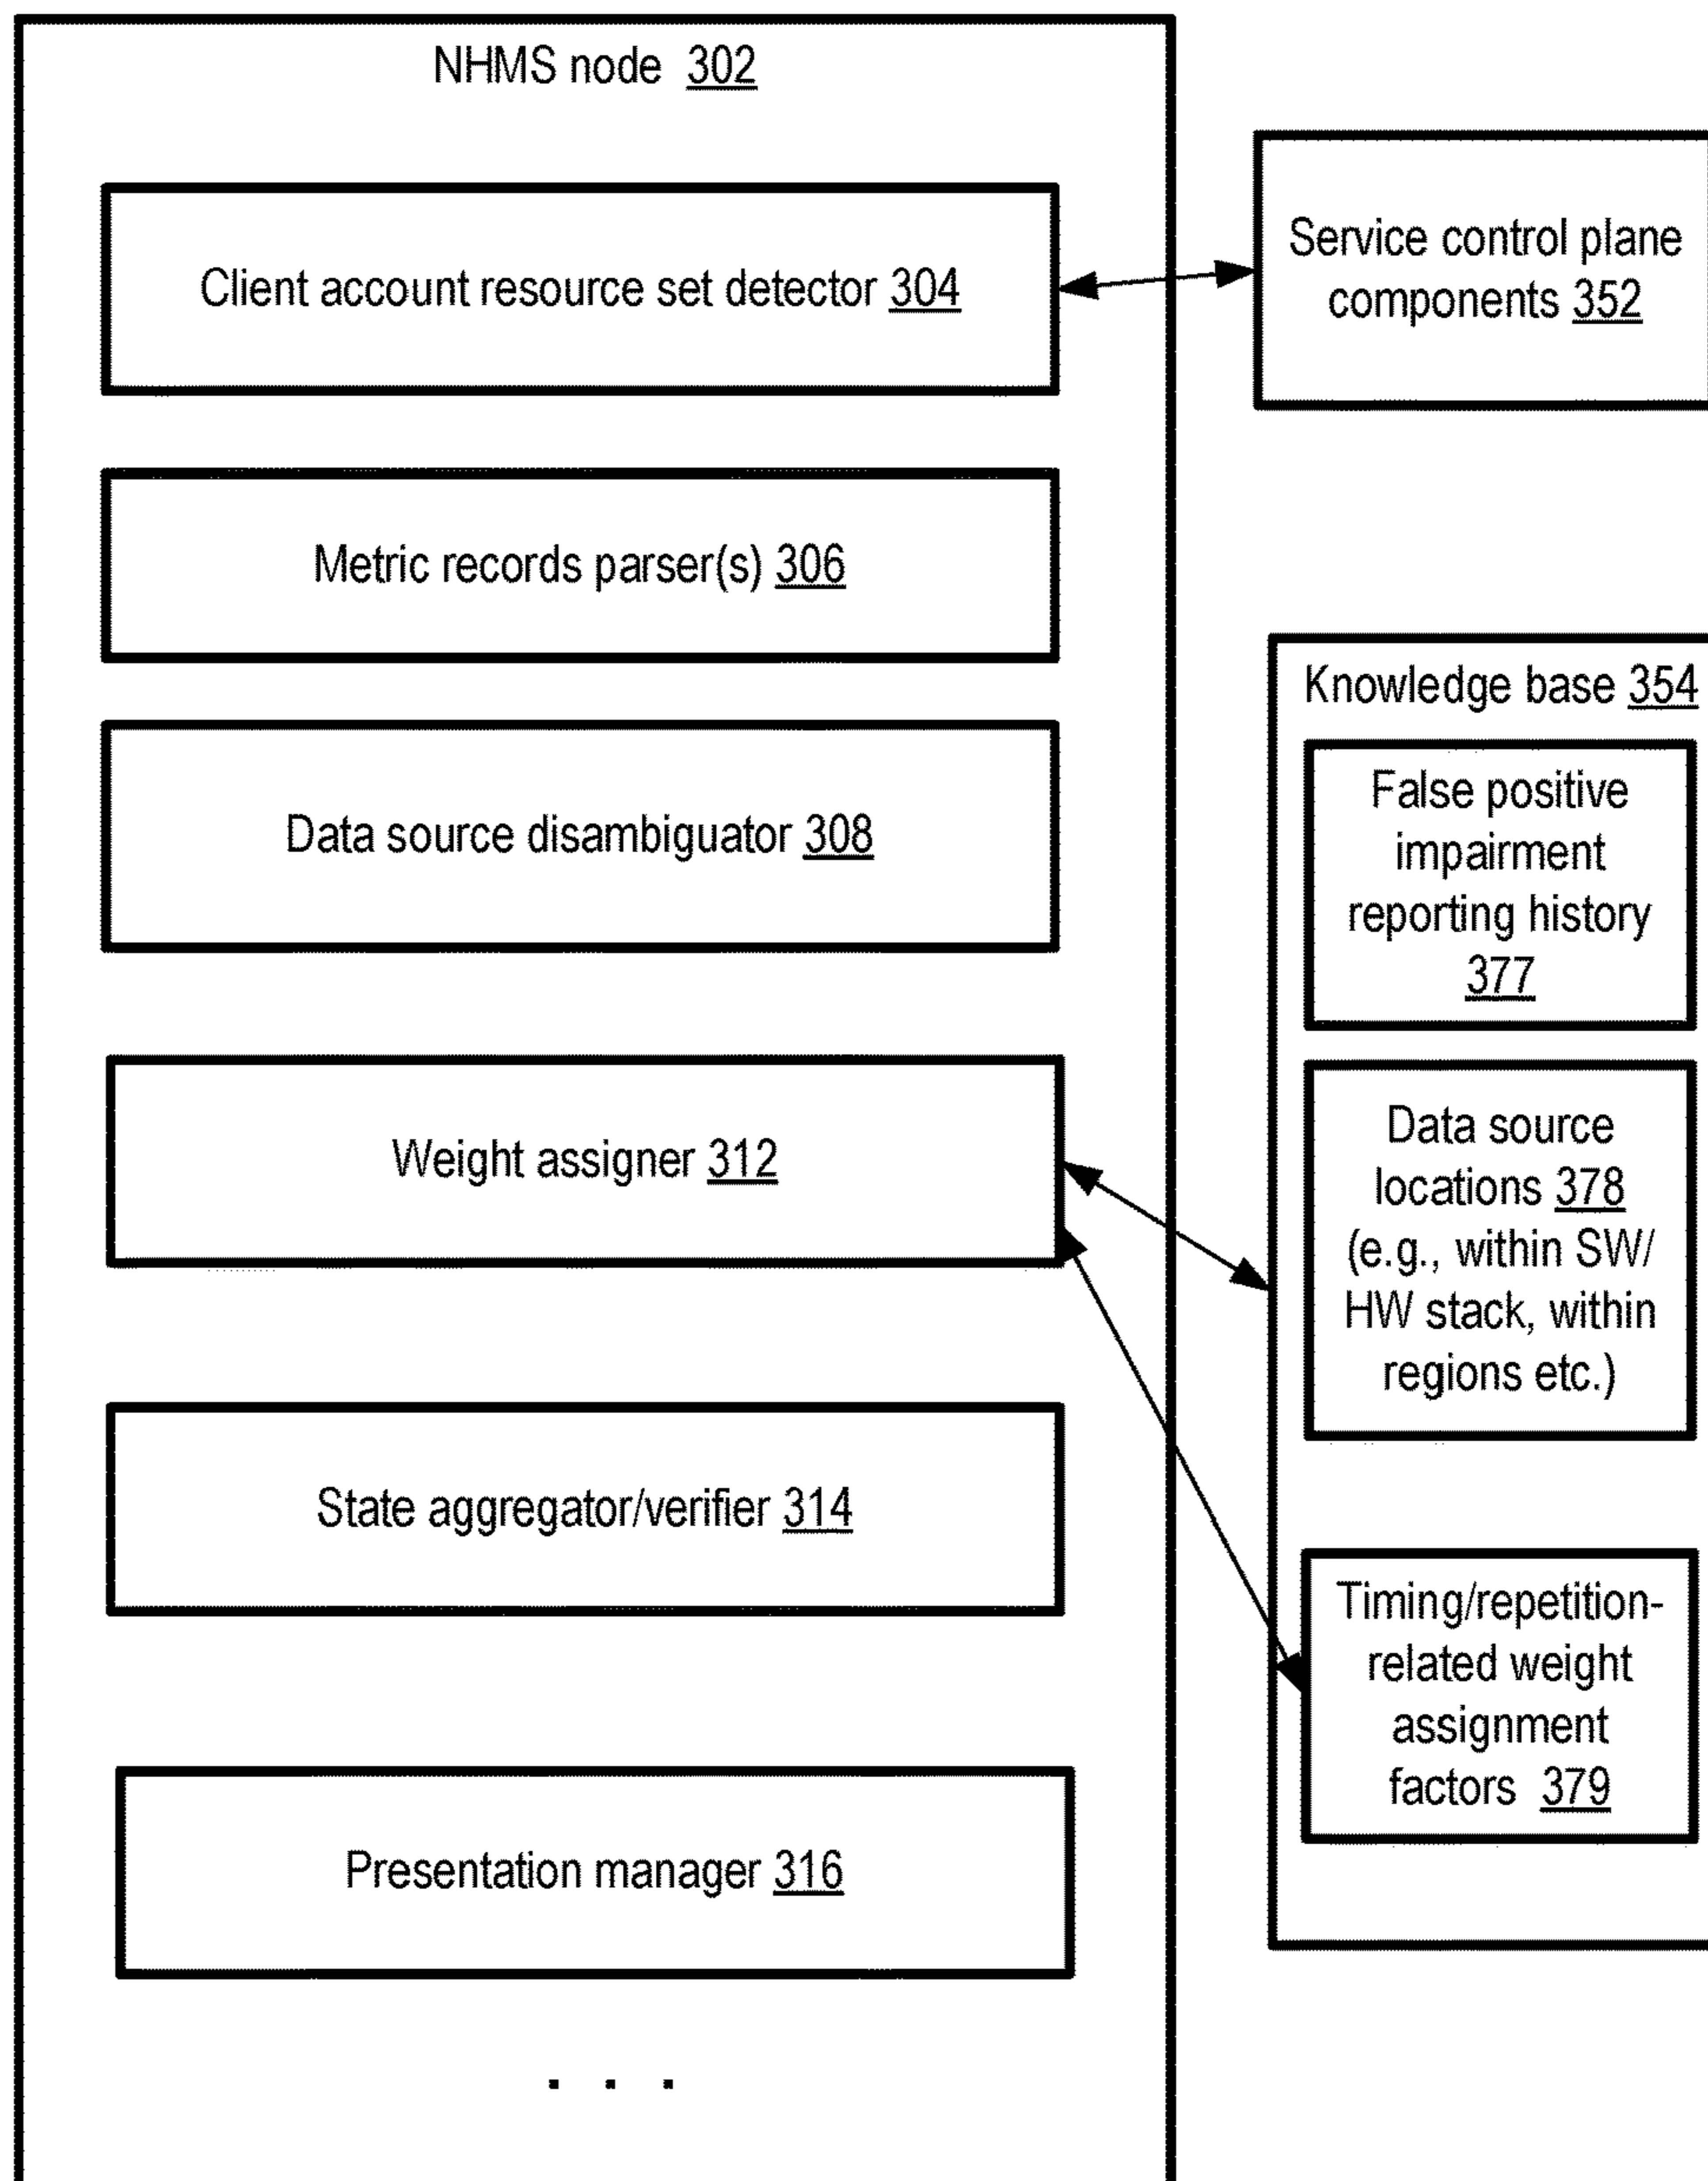 NHMS node 302
Client account resource set detector 304
Service control plane
components 352
Metric records parser(s) 306
Data source disambiguator 308
Weight assigner 312
State aggregator/verifier 314
Presentation manager 316
. . .
Knowledge base 354
False positive
impairment
reporting history
377
Data source
locations 378
(e.g., within SW/
HW stack, within
regions etc.)
Timing/repetition-
related weight
assignment
factors 379